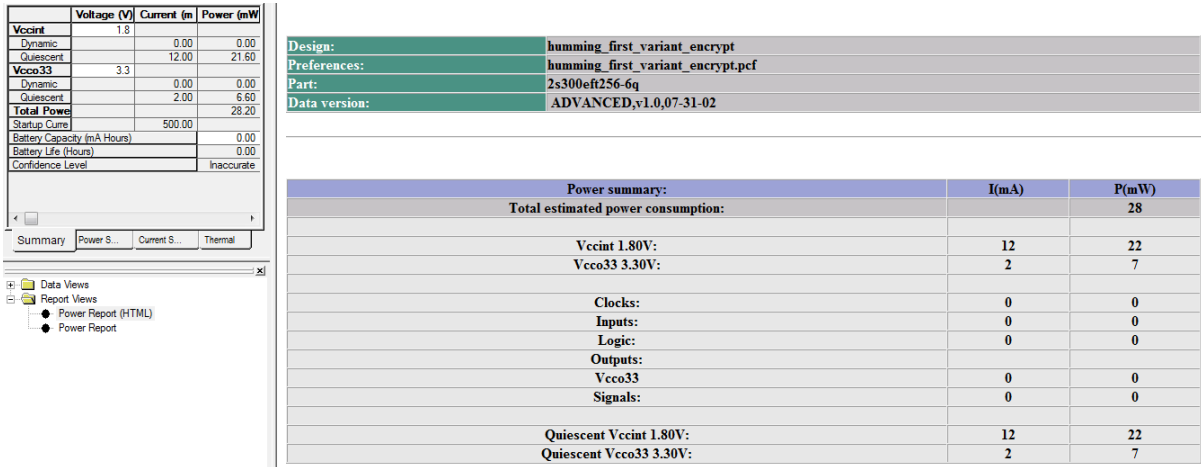 Voltage (V) Current (m Power (mW
Vccint 1.8
Dynamic 0.00 0.00
Quiescent 12.00 21.60
Vcco33 3.3
Dynamic 0.00 0.00
Quiescent 2.00 6.60
Total Powe 28.20
Startup Curre 500.00
Battery Capacity (mA Hours) 0.00
Battery Life (Hours) 0.00
Confidence Level Inaccurate
Summary Power S... Current S... Thermal
Data Views
Report Views
Power Report (HTML)
Power Report
Design: humming_first_variant_encrypt
Preferences: humming_first_variant_encrypt.pcf
Part: 2s300eft256-6q
Data version: ADVANCED,v1.0,07-31-02
Power summary: I(mA) P(mW)
Total estimated power consumption: 28
Vccint 1.80V: 12 22
Vcco33 3.30V: 2 7
Clocks: 0 0
Inputs: 0 0
Logic: 0 0
Outputs:
Vcco33 0 0
Signals: 0 0
Quiescent Vccint 1.80V: 12 22
Quiescent Vcco33 3.30V: 2 7